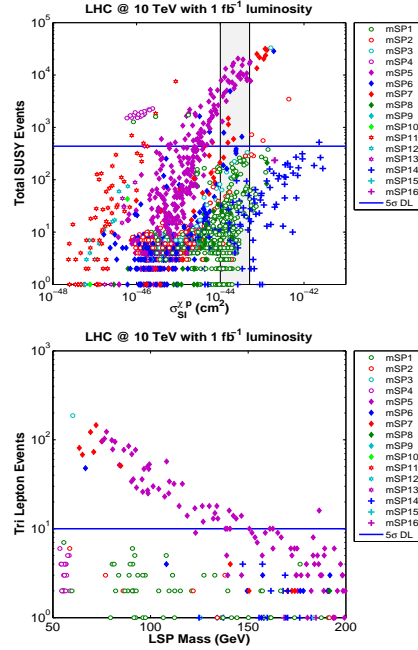 LHC @ 10 TeV with 1 fb⁻¹ luminosity
Total SUSY Events
10⁵
10⁴
10³
10²
10¹
10⁰
10⁻⁴⁸
10⁻⁴⁶
10⁻⁴⁴
10⁻⁴²
σ_SI^χp (cm²)
mSP1
mSP2
mSP3
mSP4
mSP5
mSP6
mSP7
mSP8
mSP9
mSP10
mSP11
mSP12
mSP13
mSP14
mSP15
mSP16
5σ DL
LHC @ 10 TeV with 1 fb⁻¹ luminosity
Tri Lepton Events
10³
10²
10¹
10⁰
50
100
150
200
LSP Mass (GeV)
mSP1
mSP2
mSP3
mSP4
mSP5
mSP6
mSP7
mSP8
mSP9
mSP10
mSP11
mSP12
mSP13
mSP14
mSP15
mSP16
5σ DL